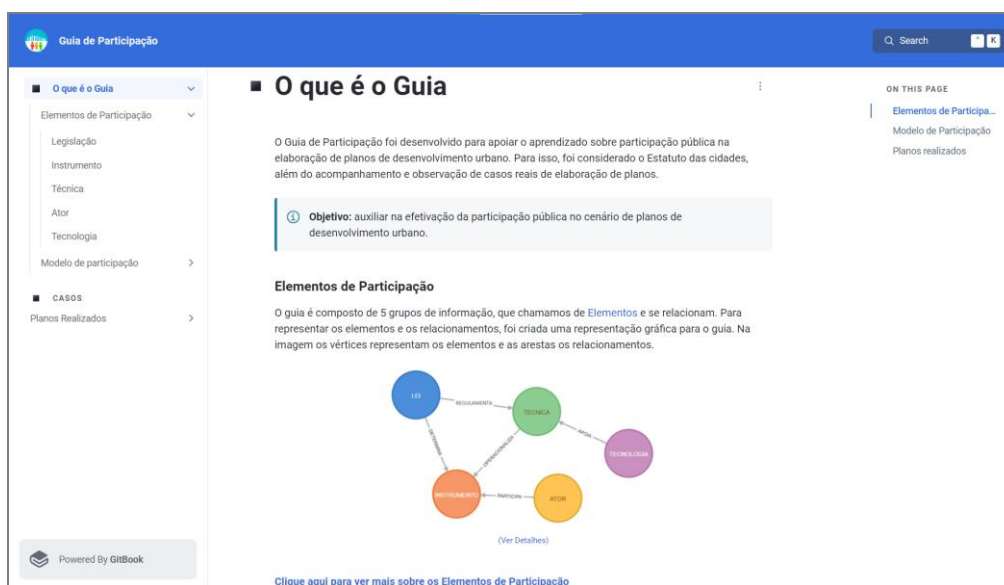 Guia de Participação
Search
^ K
O que é o Guia
Elementos de Participação
Legislação
Instrumento
Técnica
Ator
Tecnologia
Modelo de participação
CASOS
Planos Realizados
Powered By GitBook
O que é o Guia
O Guia de Participação foi desenvolvido para apoiar o aprendizado sobre participação pública na
elaboração de planos de desenvolvimento urbano. Para isso, foi considerado o Estatuto das cidades,
além do acompanhamento e observação de casos reais de elaboração de planos.
Objetivo: auxiliar na efetivação da participação pública no cenário de planos de
desenvolvimento urbano.
Elementos de Participação
O guia é composto de 5 grupos de informação, que chamamos de Elementos e se relacionam. Para
representar os elementos e os relacionamentos, foi criada uma representação gráfica para o guia. Na
imagem os vértices representam os elementos e as arestas os relacionamentos.
LEI
REGULAMENTA
TECNICA
DETERMINA
OPERACIONALIZA
APOIA
TECNOLOGIA
INSTRUMENTO
PARTICIPA
ATOR
(Ver Detalhes)
Clique aqui para ver mais sobre os Elementos de Participação
ON THIS PAGE
Elementos de Participa...
Modelo de Participação
Planos realizados